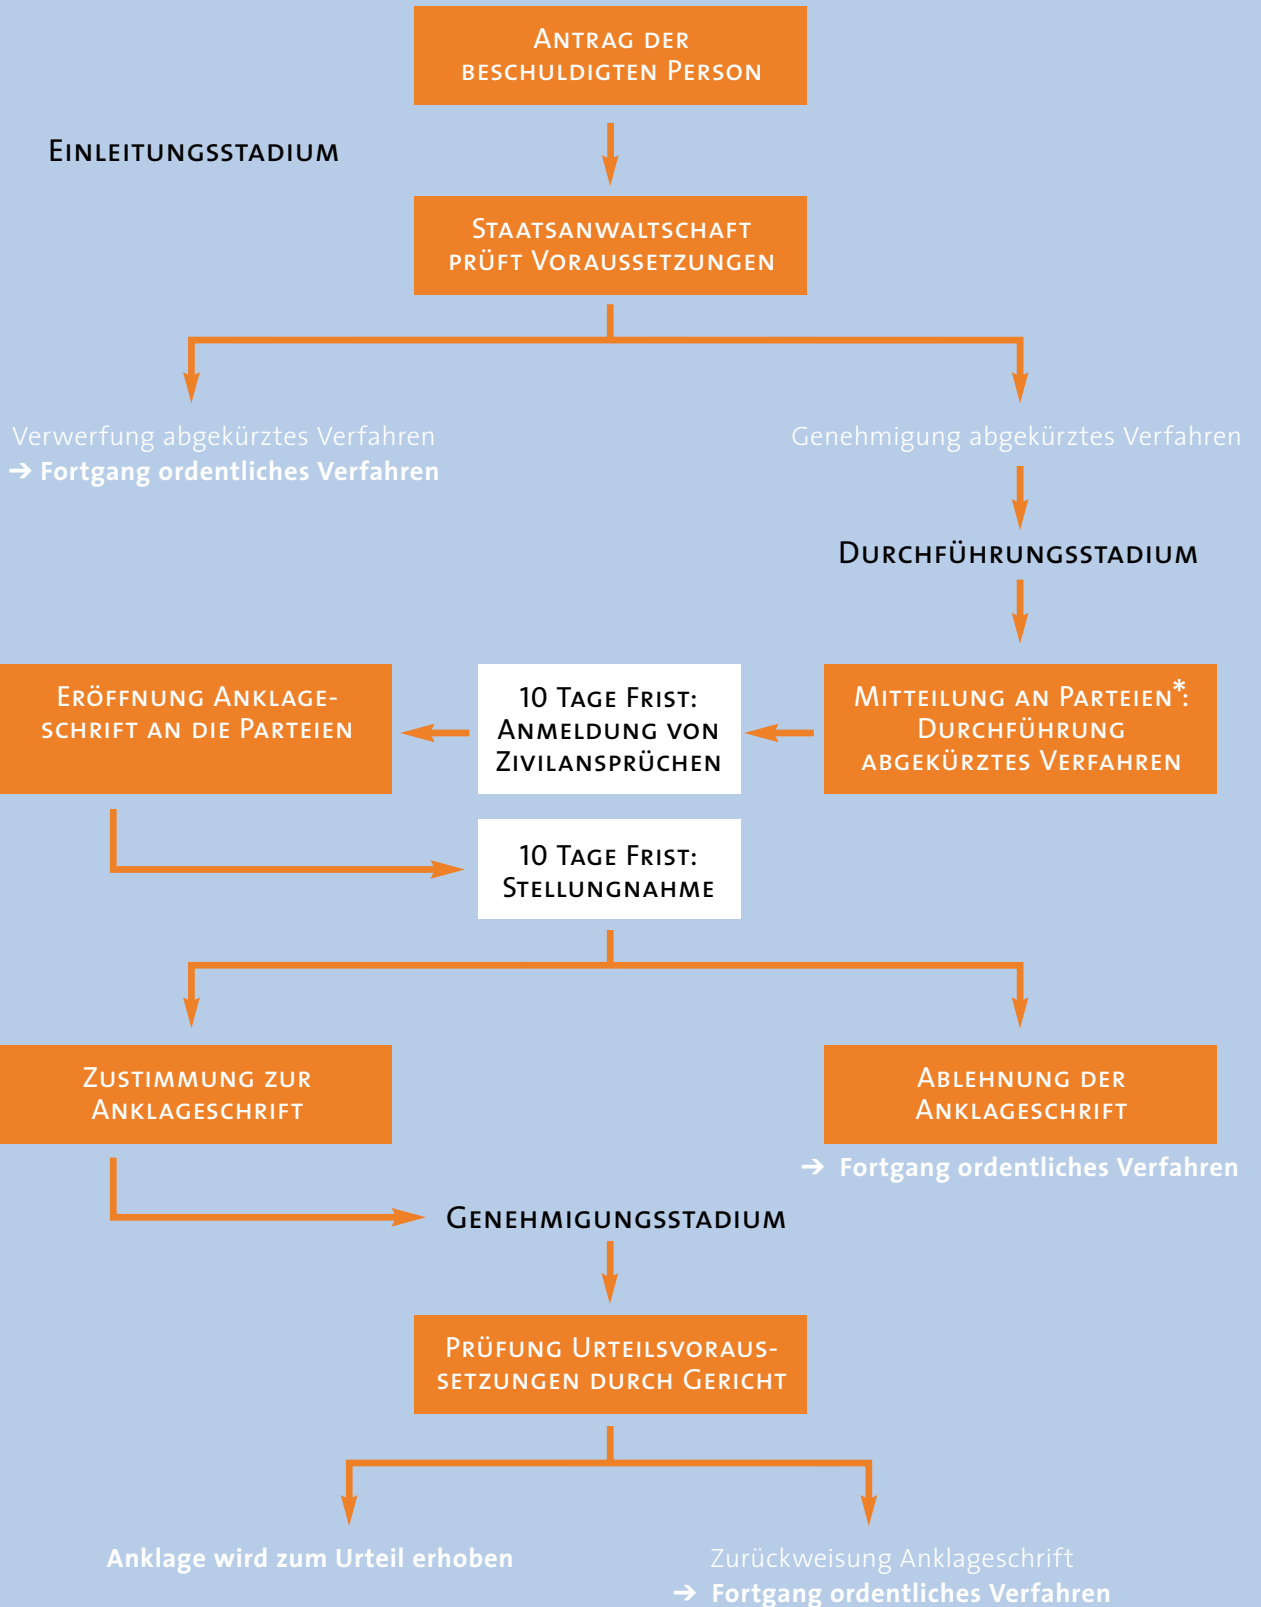 Antrag der
beschuldigten Person
Einleitungsstadium
Staatsanwaltschaft
prüft Voraussetzungen
Verwerfung abgekürztes Verfahren
➔ Fortgang ordentliches Verfahren
Genehmigung abgekürztes Verfahren
Durchführungsstadium
Eröffnung Anklage-
schrift an die Parteien
10 Tage Frist:
Anmeldung von
Zivilansprüchen
Mitteilung an Parteien*:
Durchführung
abgekürztes Verfahren
10 Tage Frist:
Stellungnahme
Zustimmung zur
Anklageschrift
Ablehnung der
Anklageschrift
➔ Fortgang ordentliches Verfahren
Genehmigungsstadium
Prüfung Urteilsvoraus-
setzungen durch Gericht
Anklage wird zum Urteil erhoben
Zurückweisung Anklageschrift
➔ Fortgang ordentliches Verfahren